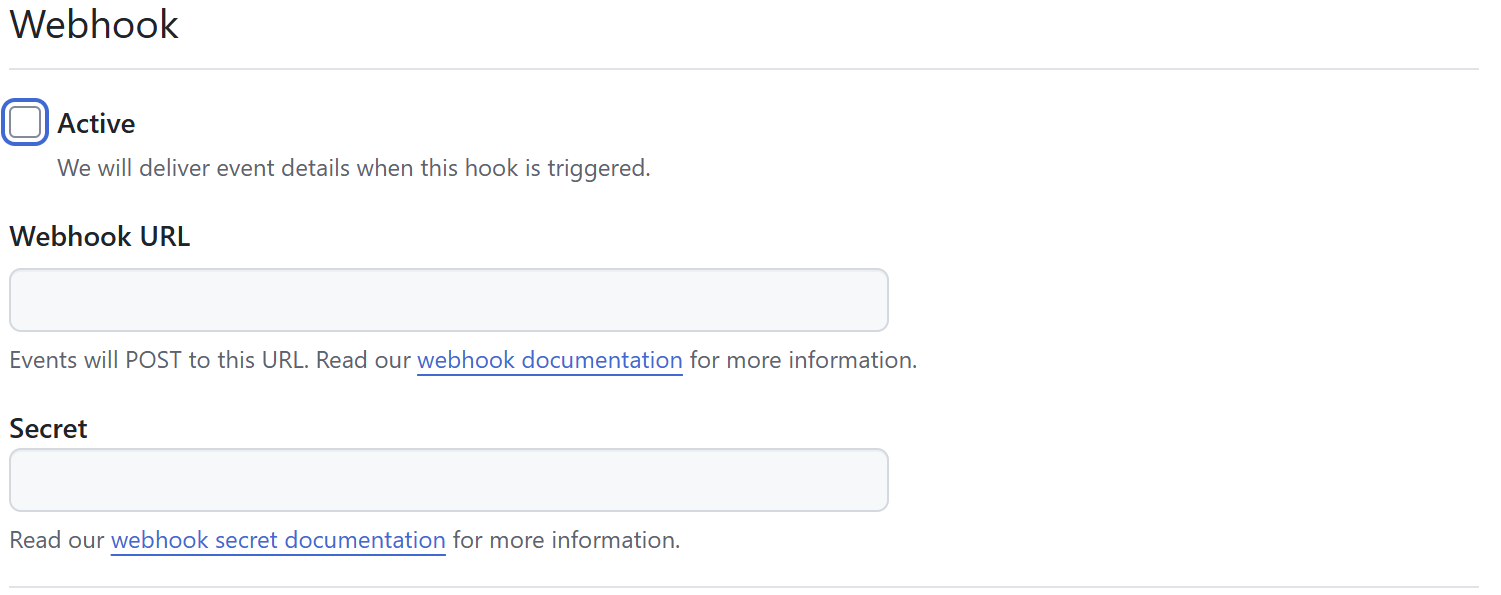 Webhook
Active
We will deliver event details when this hook is triggered.
Webhook URL
Events will POST to this URL. Read our webhook documentation for more information.
Secret
Read our webhook secret documentation for more information.